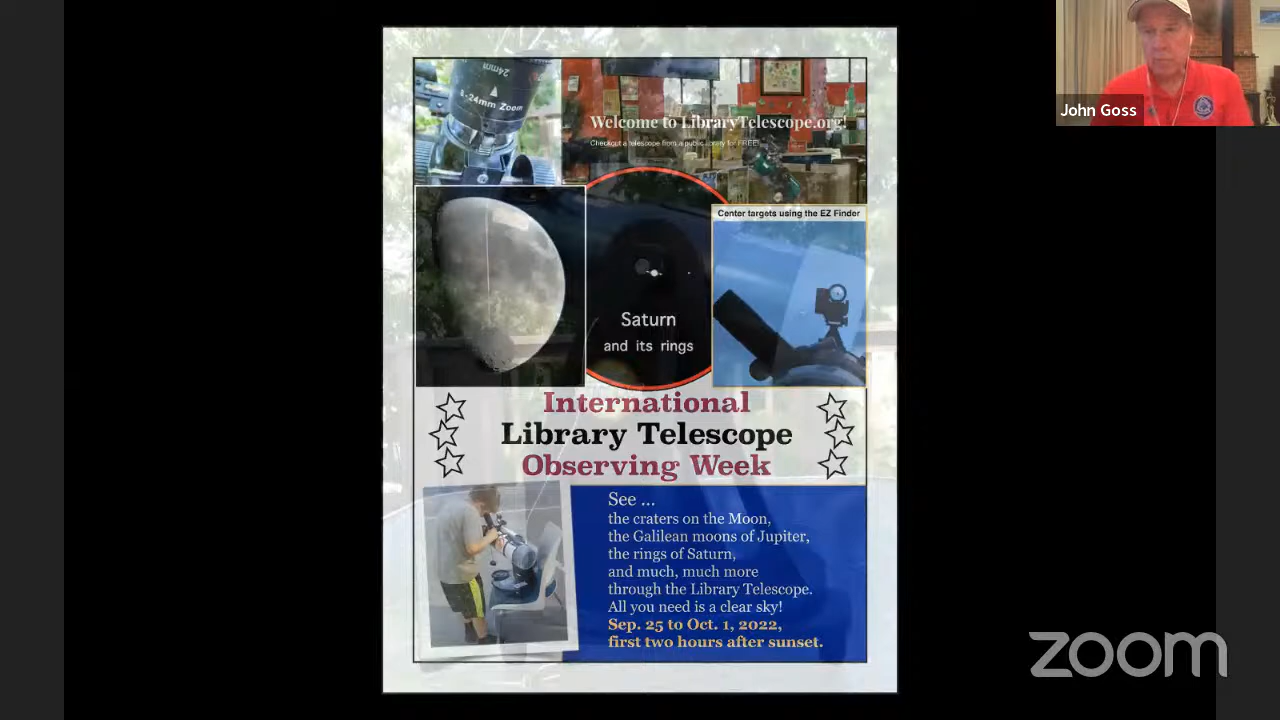 24mm
8-24mm Zoom
Welcome to LibraryTelescope.org!
Checkout a telescope from a public library for FREE!
Center targets using the EZ Finder
Saturn
and its rings
International
Library Telescope
Observing Week
See ...
the craters on the Moon,
the Galilean moons of Jupiter,
the rings of Saturn,
and much, much more
through the Library Telescope.
All you need is a clear sky!
Sep. 25 to Oct. 1, 2022,
first two hours after sunset.
John Goss
zoom